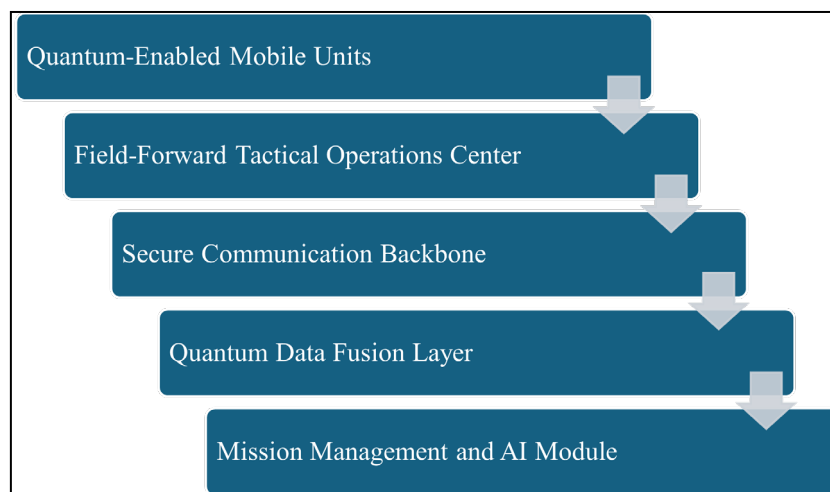 Quantum-Enabled Mobile Units
Field-Forward Tactical Operations Center
Secure Communication Backbone
Quantum Data Fusion Layer
Mission Management and AI Module